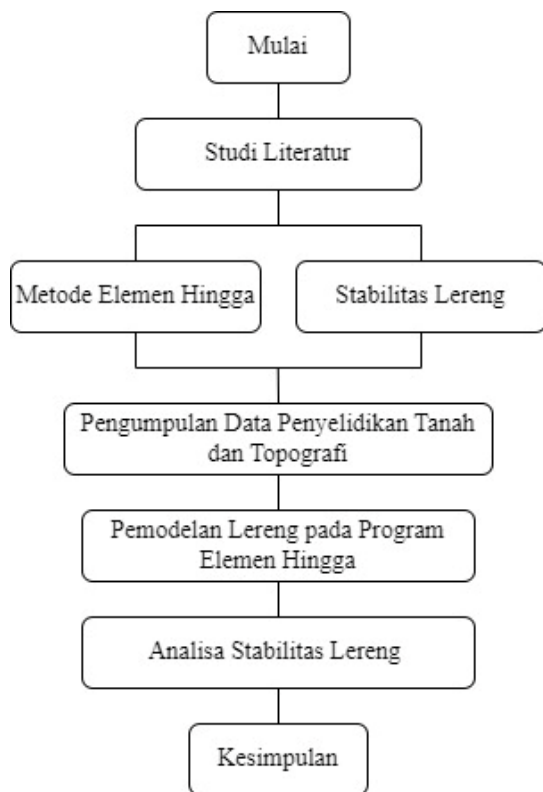 Mulai
Studi Literatur
Metode Elemen Hingga
Stabilitas Lereng
Pengumpulan Data Penyelidikan Tanah
dan Topografi
Pemodelan Lereng pada Program
Elemen Hingga
Analisa Stabilitas Lereng
Kesimpulan